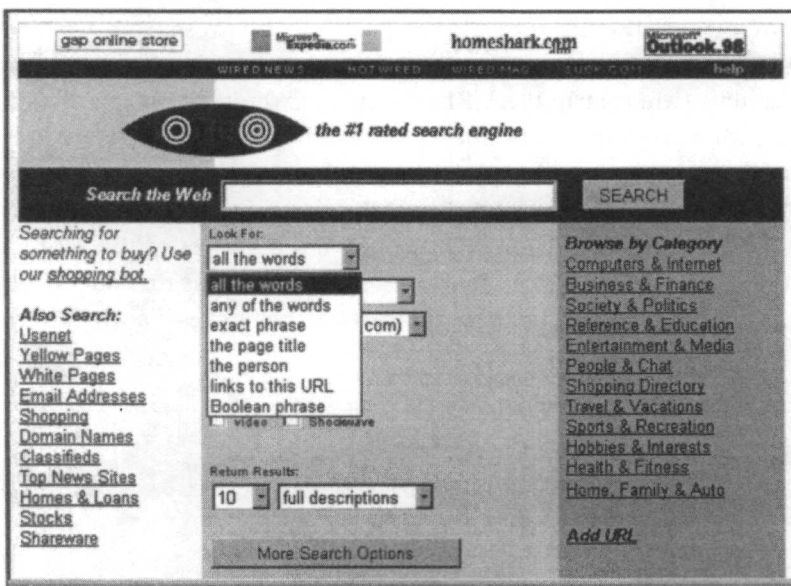 gap online store
Microsoft Expedia.com
homeshark.com
Microsoft Outlook.98
WIRED NEWS HOTWIRED WIRED MAG SUCK.COM help
the #1 rated search engine
Search the Web SEARCH
Searching for
something to buy? Use
our shopping bot.
Also Search:
Usenet
Yellow Pages
White Pages
Email Addresses
Shopping
Domain Names
Classifieds
Top News Sites
Homes & Loans
Stocks
Shareware
Look For:
all the words
all the words
any of the words
exact phrase
com)
the page title
the person
links to this URL
Boolean phrase
video Shockwave
Return Results:
10 full descriptions
More Search Options
Browse by Category
Computers & Internet
Business & Finance
Society & Politics
Reference & Education
Entertainment & Media
People & Chat
Shopping Directory
Travel & Vacations
Sports & Recreation
Hobbies & Interests
Health & Fitness
Home, Family & Auto
Add URL